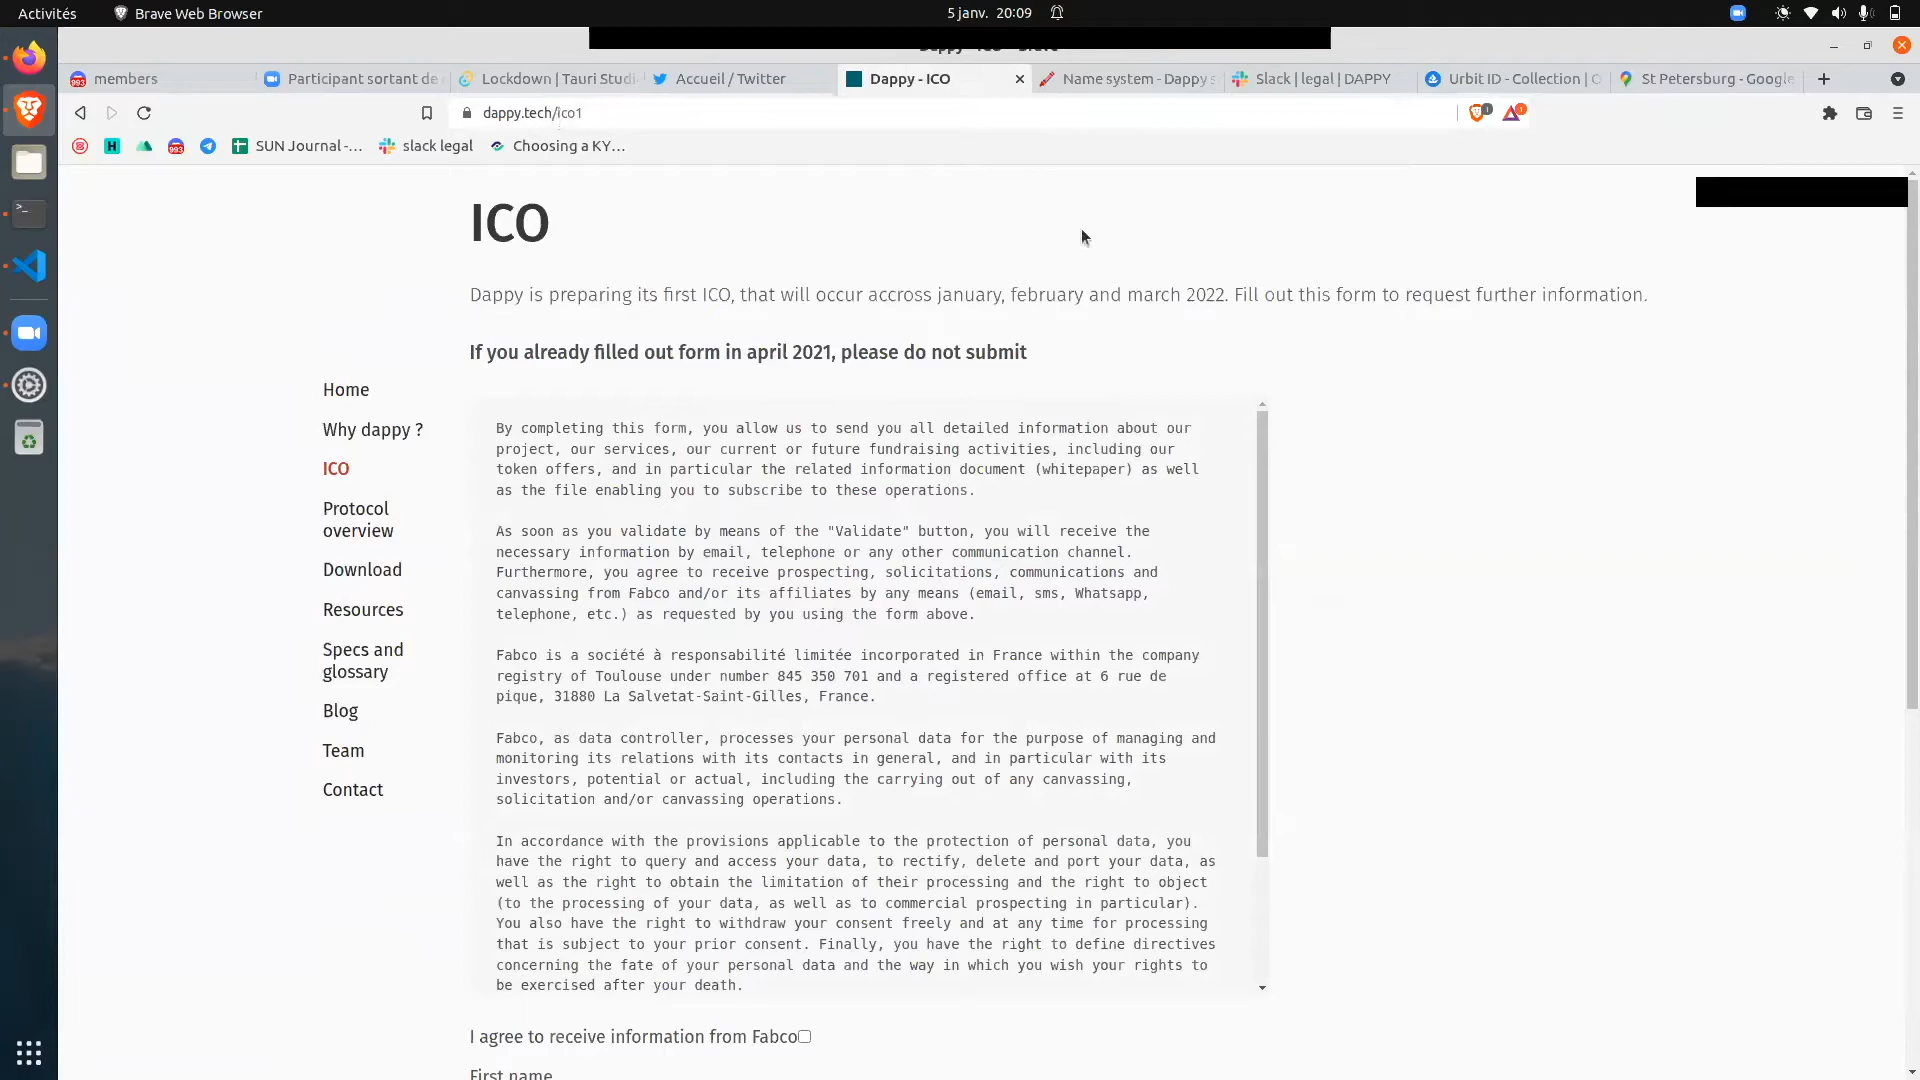 Activités
Brave Web Browser
5 janv. 20:09
993 members
Participant sortant de
Lockdown | Tauri Studi
Accueil / Twitter
Dappy - ICO
Name system - Dappy s
Slack | legal | DAPPY
Urbit ID - Collection |
St Petersburg - Google
dappy.tech/ico1
1
1
H
993
SUN Journal -...
slack legal
Choosing a KY...
ICO
Dappy is preparing its first ICO, that will occur accross january, february and march 2022. Fill out this form to request further information.
If you already filled out form in april 2021, please do not submit
Home
Why dappy ?
ICO
Protocol
overview
Download
Resources
Specs and
glossary
Blog
Team
Contact
By completing this form, you allow us to send you all detailed information about our
project, our services, our current or future fundraising activities, including our
token offers, and in particular the related information document (whitepaper) as well
as the file enabling you to subscribe to these operations.
As soon as you validate by means of the "Validate" button, you will receive the
necessary information by email, telephone or any other communication channel.
Furthermore, you agree to receive prospecting, solicitations, communications and
canvassing from Fabco and/or its affiliates by any means (email, sms, Whatsapp,
telephone, etc.) as requested by you using the form above.
Fabco is a société à responsabilité limitée incorporated in France within the company
registry of Toulouse under number 845 350 701 and a registered office at 6 rue de
pique, 31880 La Salvetat-Saint-Gilles, France.
Fabco, as data controller, processes your personal data for the purpose of managing and
monitoring its relations with its contacts in general, and in particular with its
investors, potential or actual, including the carrying out of any canvassing,
solicitation and/or canvassing operations.
In accordance with the provisions applicable to the protection of personal data, you
have the right to query and access your data, to rectify, delete and port your data, as
well as the right to obtain the limitation of their processing and the right to object
(to the processing of your data, as well as to commercial prospecting in particular).
You also have the right to withdraw your consent freely and at any time for processing
that is subject to your prior consent. Finally, you have the right to define directives
concerning the fate of your personal data and the way in which you wish your rights to
be exercised after your death.
I agree to receive information from Fabco
First name